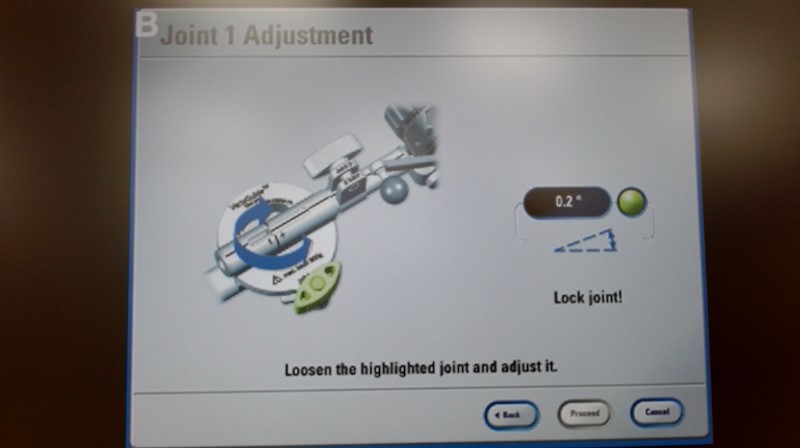 B
Joint 1 Adjustment
0.2 °
Lock joint!
Loosen the highlighted joint and adjust it.
Back
Proceed
Cancel